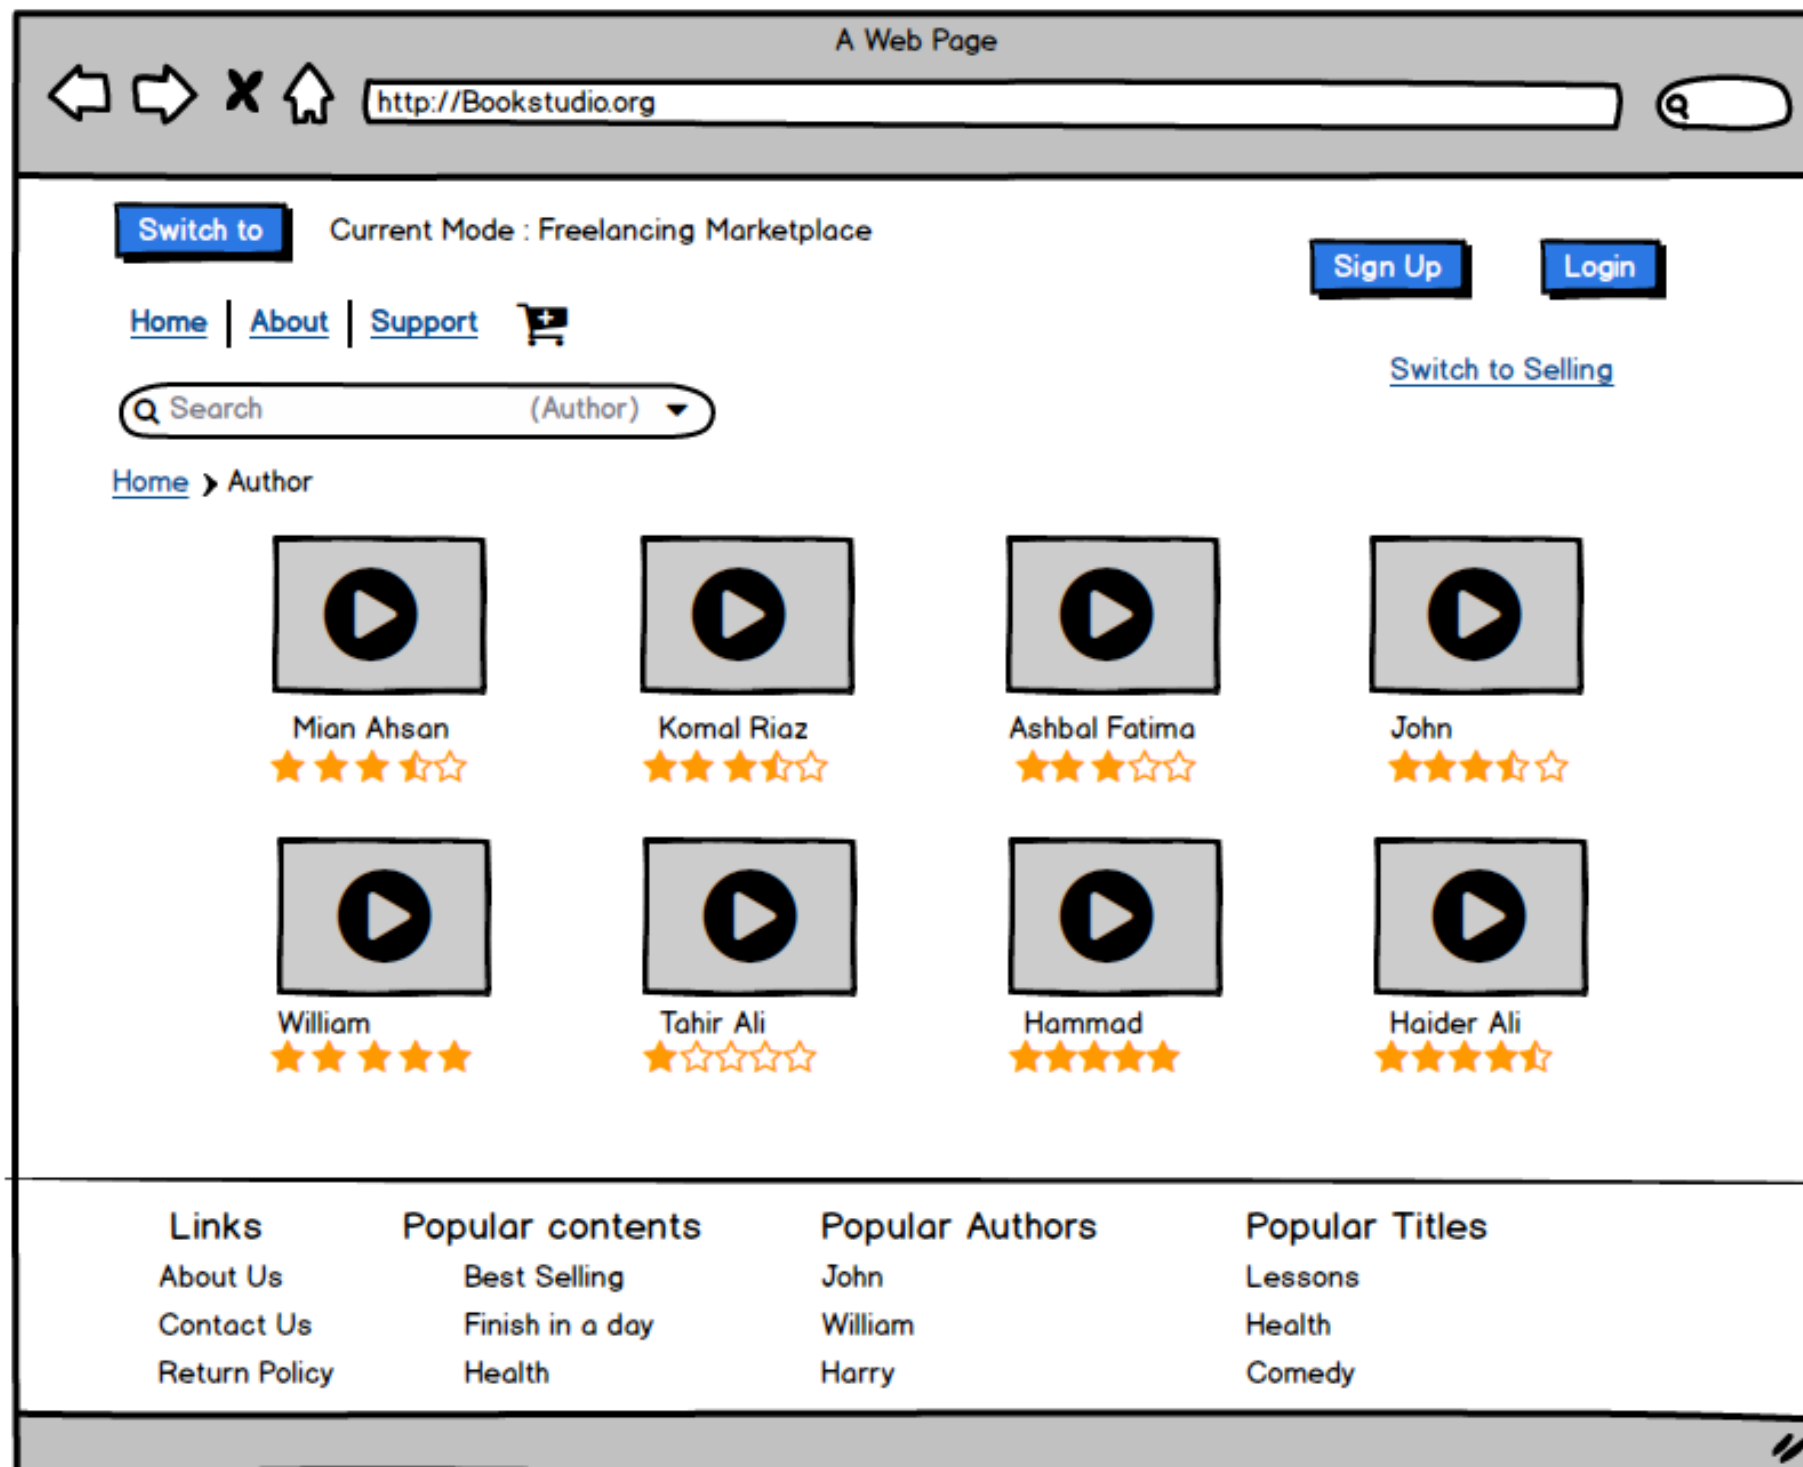 A Web Page
http://Bookstudio.org
Switch to
Current Mode : Freelancing Marketplace
Sign Up
Login
Home
About
Support
Switch to Selling
Search (Author)
Home
Author
Mian Ahsan
Komal Riaz
Ashbal Fatima
John
William
Tahir Ali
Hammad
Haider Ali
Links
About Us
Contact Us
Return Policy
Popular contents
Best Selling
Finish in a day
Health
Popular Authors
John
William
Harry
Popular Titles
Lessons
Health
Comedy